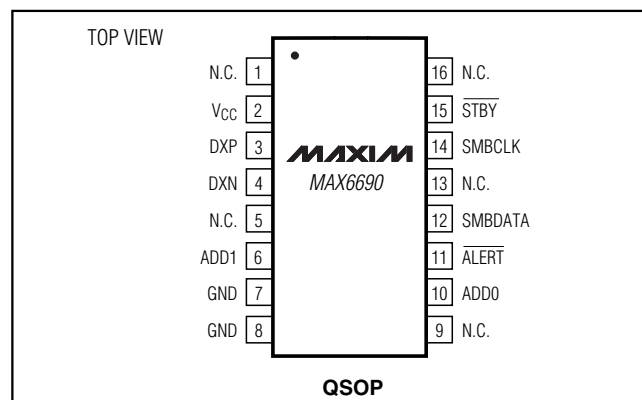 TOP VIEW
N.C. 1
VCC 2
DXP 3
DXN 4
N.C. 5
ADD1 6
GND 7
GND 8
MAXIM
MAX6690
16 N.C.
15 STBY
14 SMBCLK
13 N.C.
12 SMBDATA
11 ALERT
10 ADD0
9 N.C.
QSOP